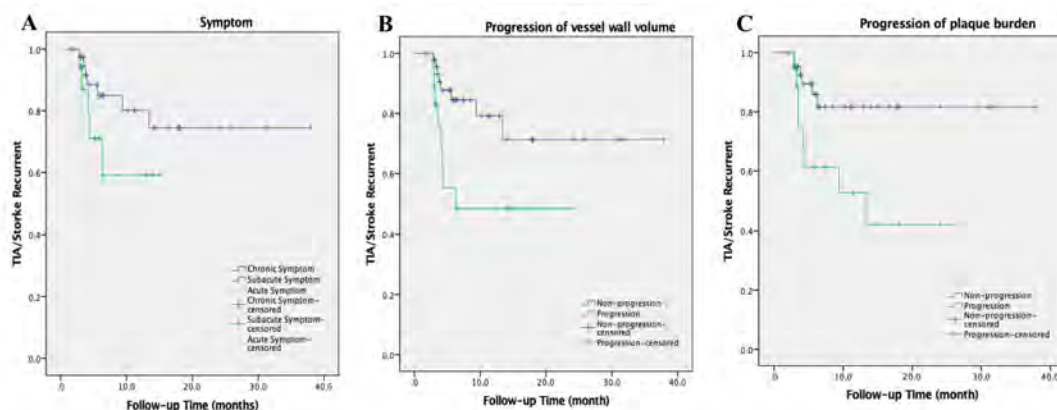 A
Symptom
TIA/Storke Recurrent
1.0
0.8
0.6
0.4
0.2
0.0
Chronic Symptom
Subacute Symptom
Acute Symptom
Chronic Symptom-
censored
Subacute Symptom-
censored
Acute Symptom-
censored
.0 10.0 20.0 30.0 40.0
Follow-up Time (months)
B
Progression of vessel wall volume
TIA/Stroke Recurrent
1.0
0.8
0.6
0.4
0.2
0.0
Non-progression
Progression
Non-progression-
censored
Progression-censored
.0 10.0 20.0 30.0 40.0
Follow-up Time (month)
C
Progression of plaque burden
TIA/Stroke Recurrent
1.0
0.8
0.6
0.4
0.2
0.0
Non-progression
Progression
Non-progression-
censored
Progression-censored
.0 10.0 20.0 30.0 40.0
Follow-up Time (month)